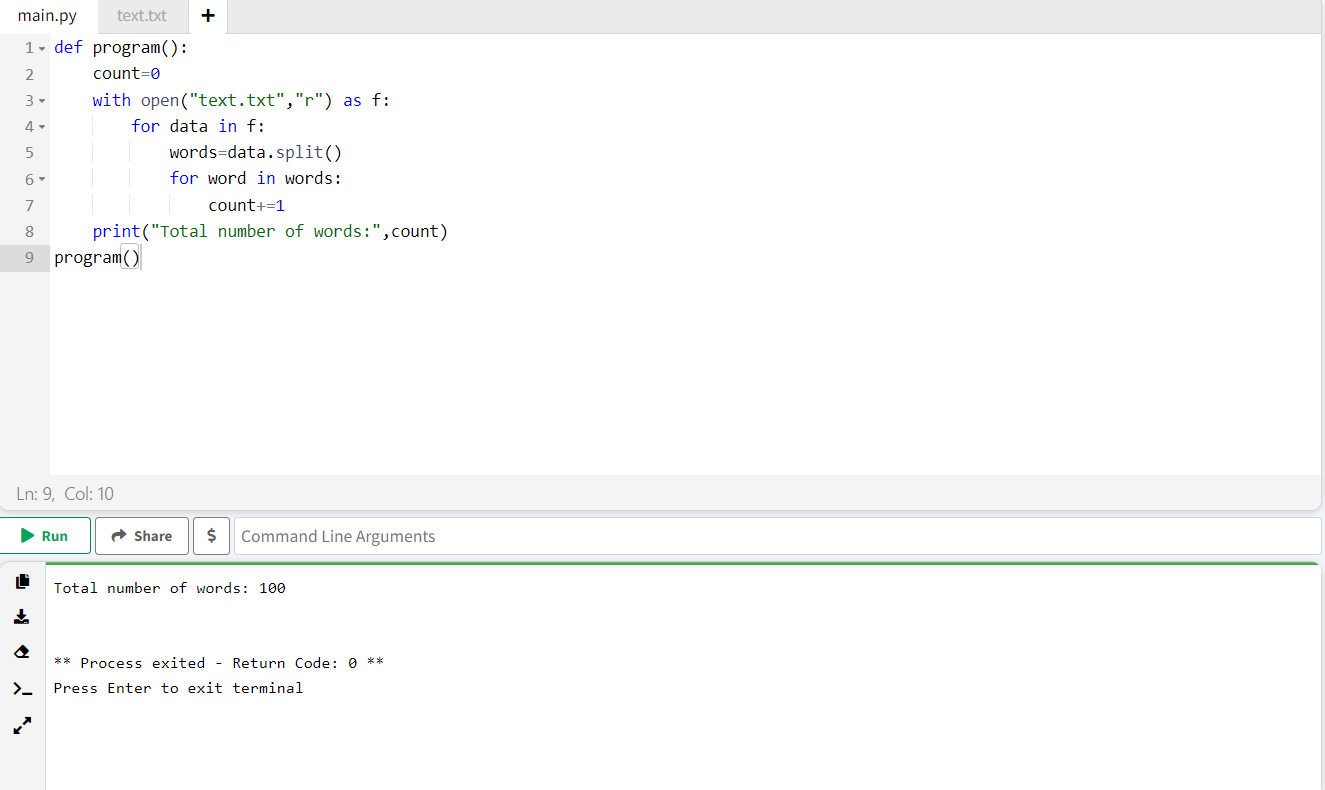 main.py text.txt +
1 def program():
2     count=0
3     with open("text.txt","r") as f:
4         for data in f:
5             words=data.split()
6             for word in words:
7                 count+=1
8     print("Total number of words:",count)
9 program()
Ln: 9, Col: 10
Run Share $ Command Line Arguments
Total number of words: 100
** Process exited - Return Code: 0 **
Press Enter to exit terminal